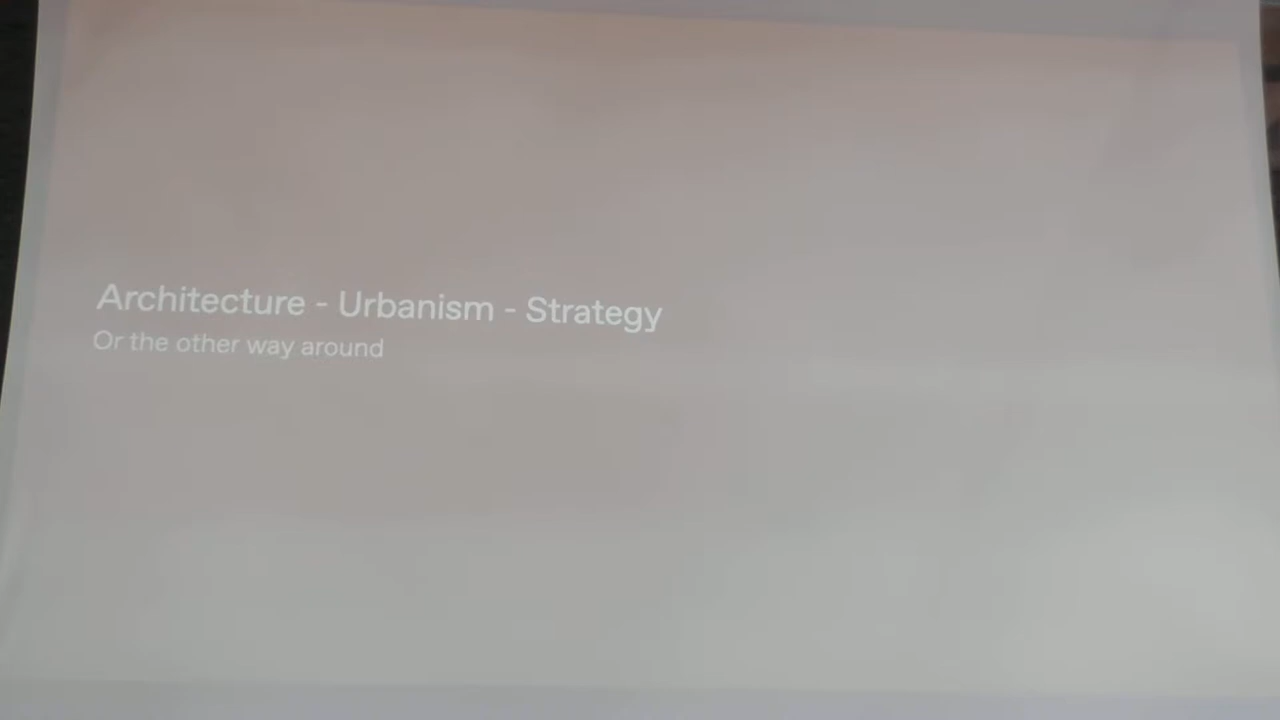 Architecture - Urbanism - Strategy
Or the other way around